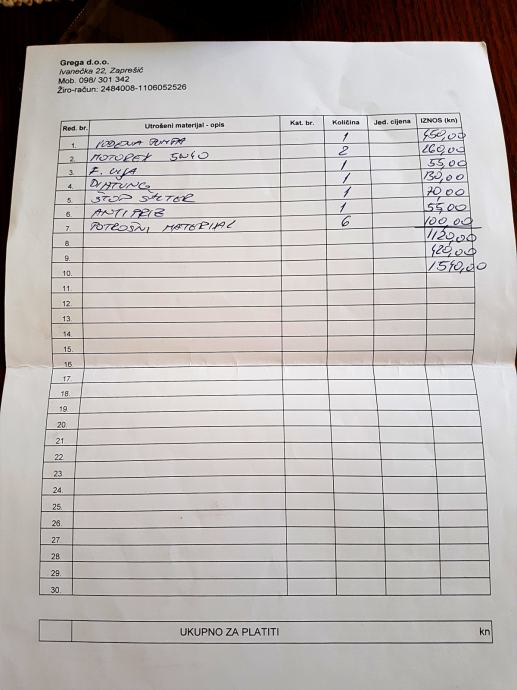 Grega d.o.o.
Ivanečka 22, Zaprešić
Mob. 098/ 301 342
Žiro-račun: 2484008-1106052526
Red. br. Utrošeni materijal - opis Kat. br. Količina Jed. cijena IZNOS (kn)
1. VODENA PUMPA 1 450,00
2. MOTOREX 5W40 2 260,00
3. F. ULJA 1 55,00
4. DIHTUNG 1 130,00
5. ŠTOP ŠALTER 1 70,00
6. ANTIFRIZ 1 55,00
7. POTROŠNI MATERIJAL 6 100,00
8. 1120,00
9. 420,00
10. 1540,00
11.
12.
13.
14.
15.
16.
17.
18.
19.
20.
21.
22.
23.
24.
25.
26.
27.
28.
29.
30.
UKUPNO ZA PLATITI kn